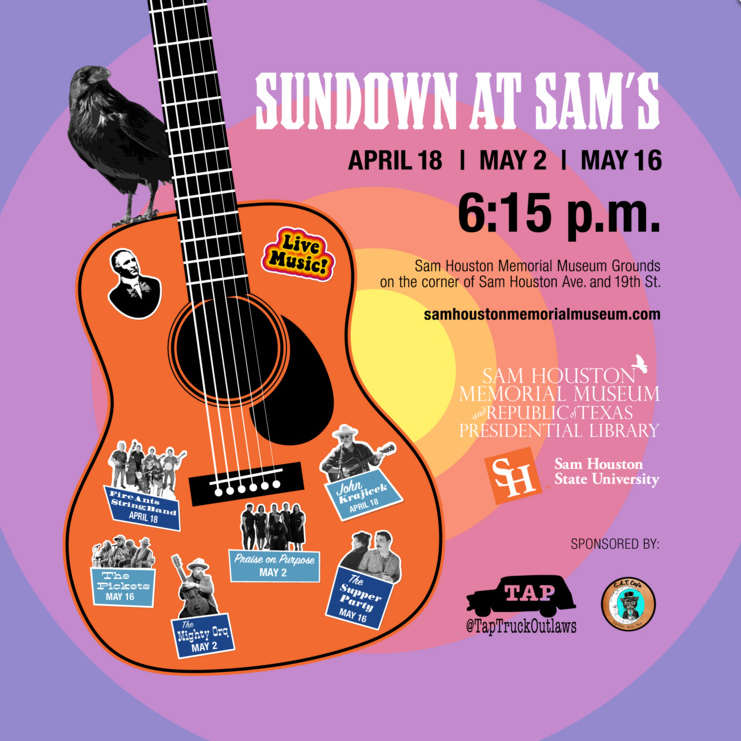 SUNDOWN AT SAM'S
APRIL 18 | MAY 2 | MAY 16
6:15 p.m.
Sam Houston Memorial Museum Grounds
on the corner of Sam Houston Ave. and 19th St.
samhoustonmemorialmuseum.com
Live
Music!
SAM HOUSTON
MEMORIAL MUSEUM
and REPUBLIC of TEXAS
PRESIDENTIAL LIBRARY
SH
Sam Houston
State University
Fire Ants
String Band
APRIL 18
John
Krajicek
APRIL 18
Praise on Purpose
MAY 2
The
Pickets
MAY 16
The
Mighty Orq
MAY 2
The
Supper
Party
MAY 16
SPONSORED BY:
TAP
@TapTruckOutlaws